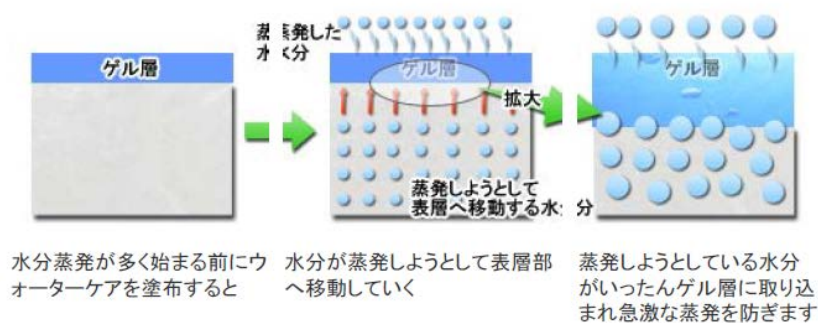 ゲル層
蒸発した
水分
ゲル層
拡大
蒸発しようとして
表層へ移動する水分
ゲル層
水分蒸発が多く始まる前にウ
ォーターケアを塗布すると
水分が蒸発しようとして表層部
へ移動していく
蒸発しようとしている水分
がいったんゲル層に取り込
まれ急激な蒸発を防ぎます